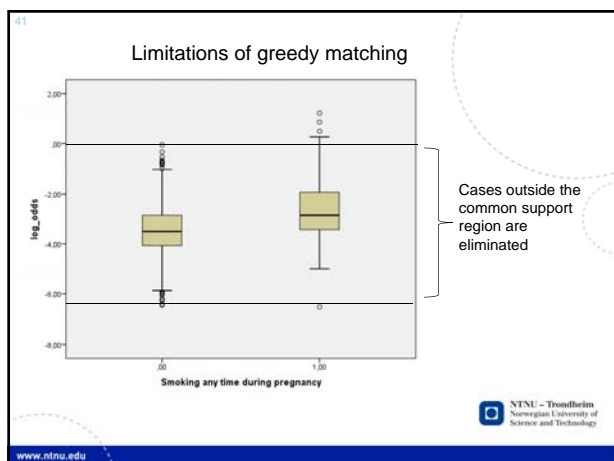 41
Limitations of greedy matching
2,00
,00
-2,00
-4,00
-6,00
-8,00
log_odds
,00
1,00
Smoking any time during pregnancy
Cases outside the
common support
region are
eliminated
NTNU – Trondheim
Norwegian University of
Science and Technology
www.ntnu.edu